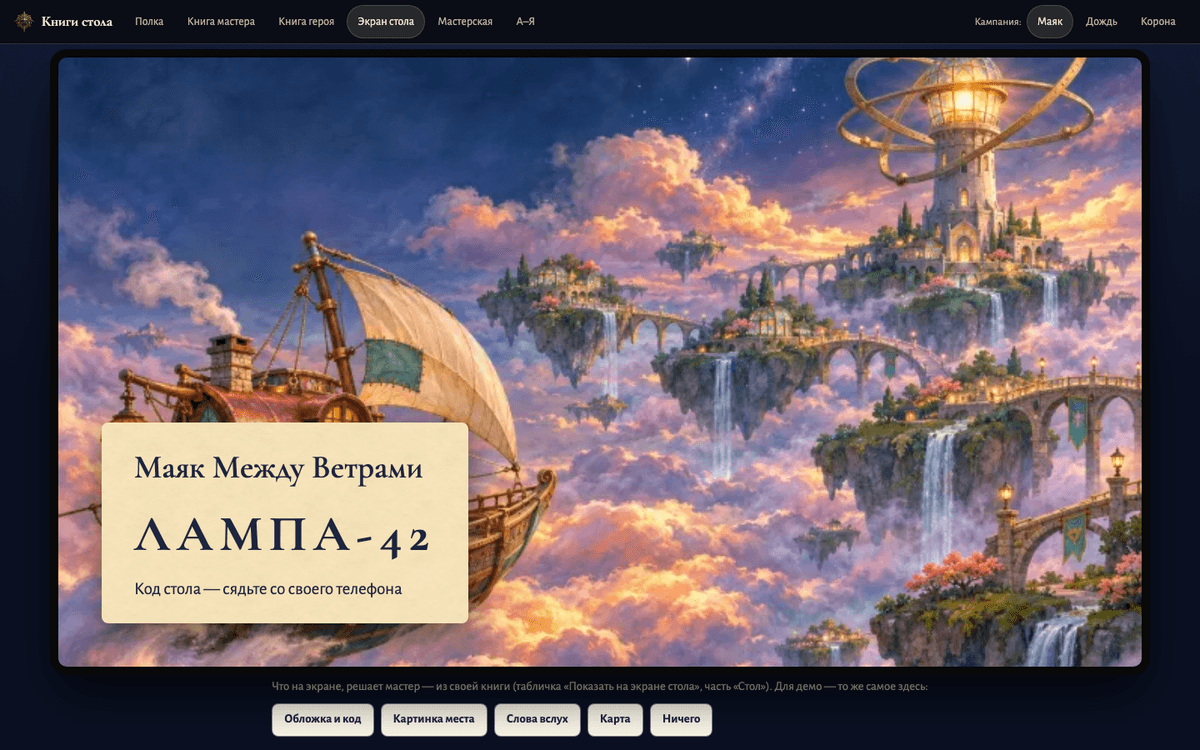 Книги стола Полка Книга мастера Книга героя Экран стола Мастерская А–Я Кампания: Маяк Дождь Корона
Маяк Между Ветрами
ЛАМПА-42
Код стола — сядьте со своего телефона
Что на экране, решает мастер — из своей книги (табличка «Показать на экране стола», часть «Стол»). Для демо — то же самое здесь:
Обложка и код Картинка места Слова вслух Карта Ничего